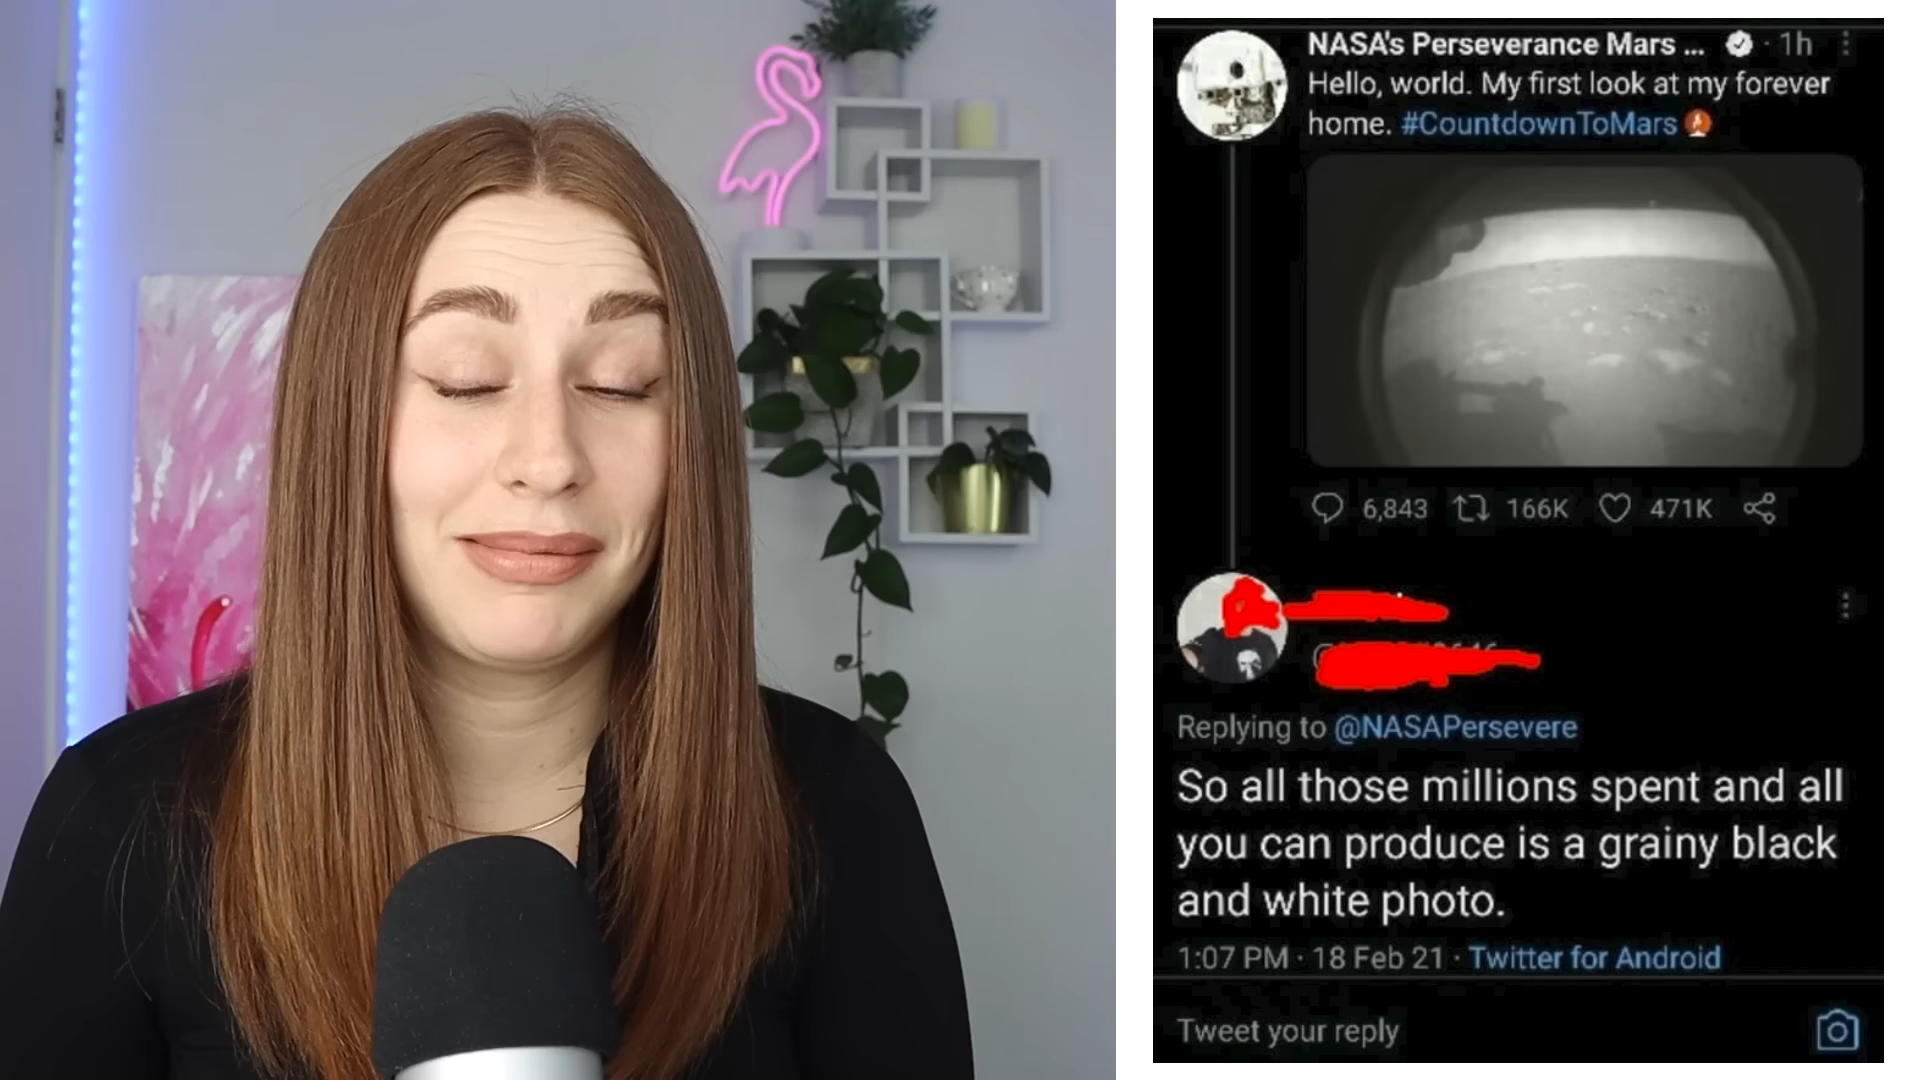 NASA's Perseverance Mars ... · 1h
Hello, world. My first look at my forever
home. #CountdownToMars
6,843 166K 471K
Replying to @NASAPersevere
So all those millions spent and all
you can produce is a grainy black
and white photo.
1:07 PM · 18 Feb 21 · Twitter for Android
Tweet your reply